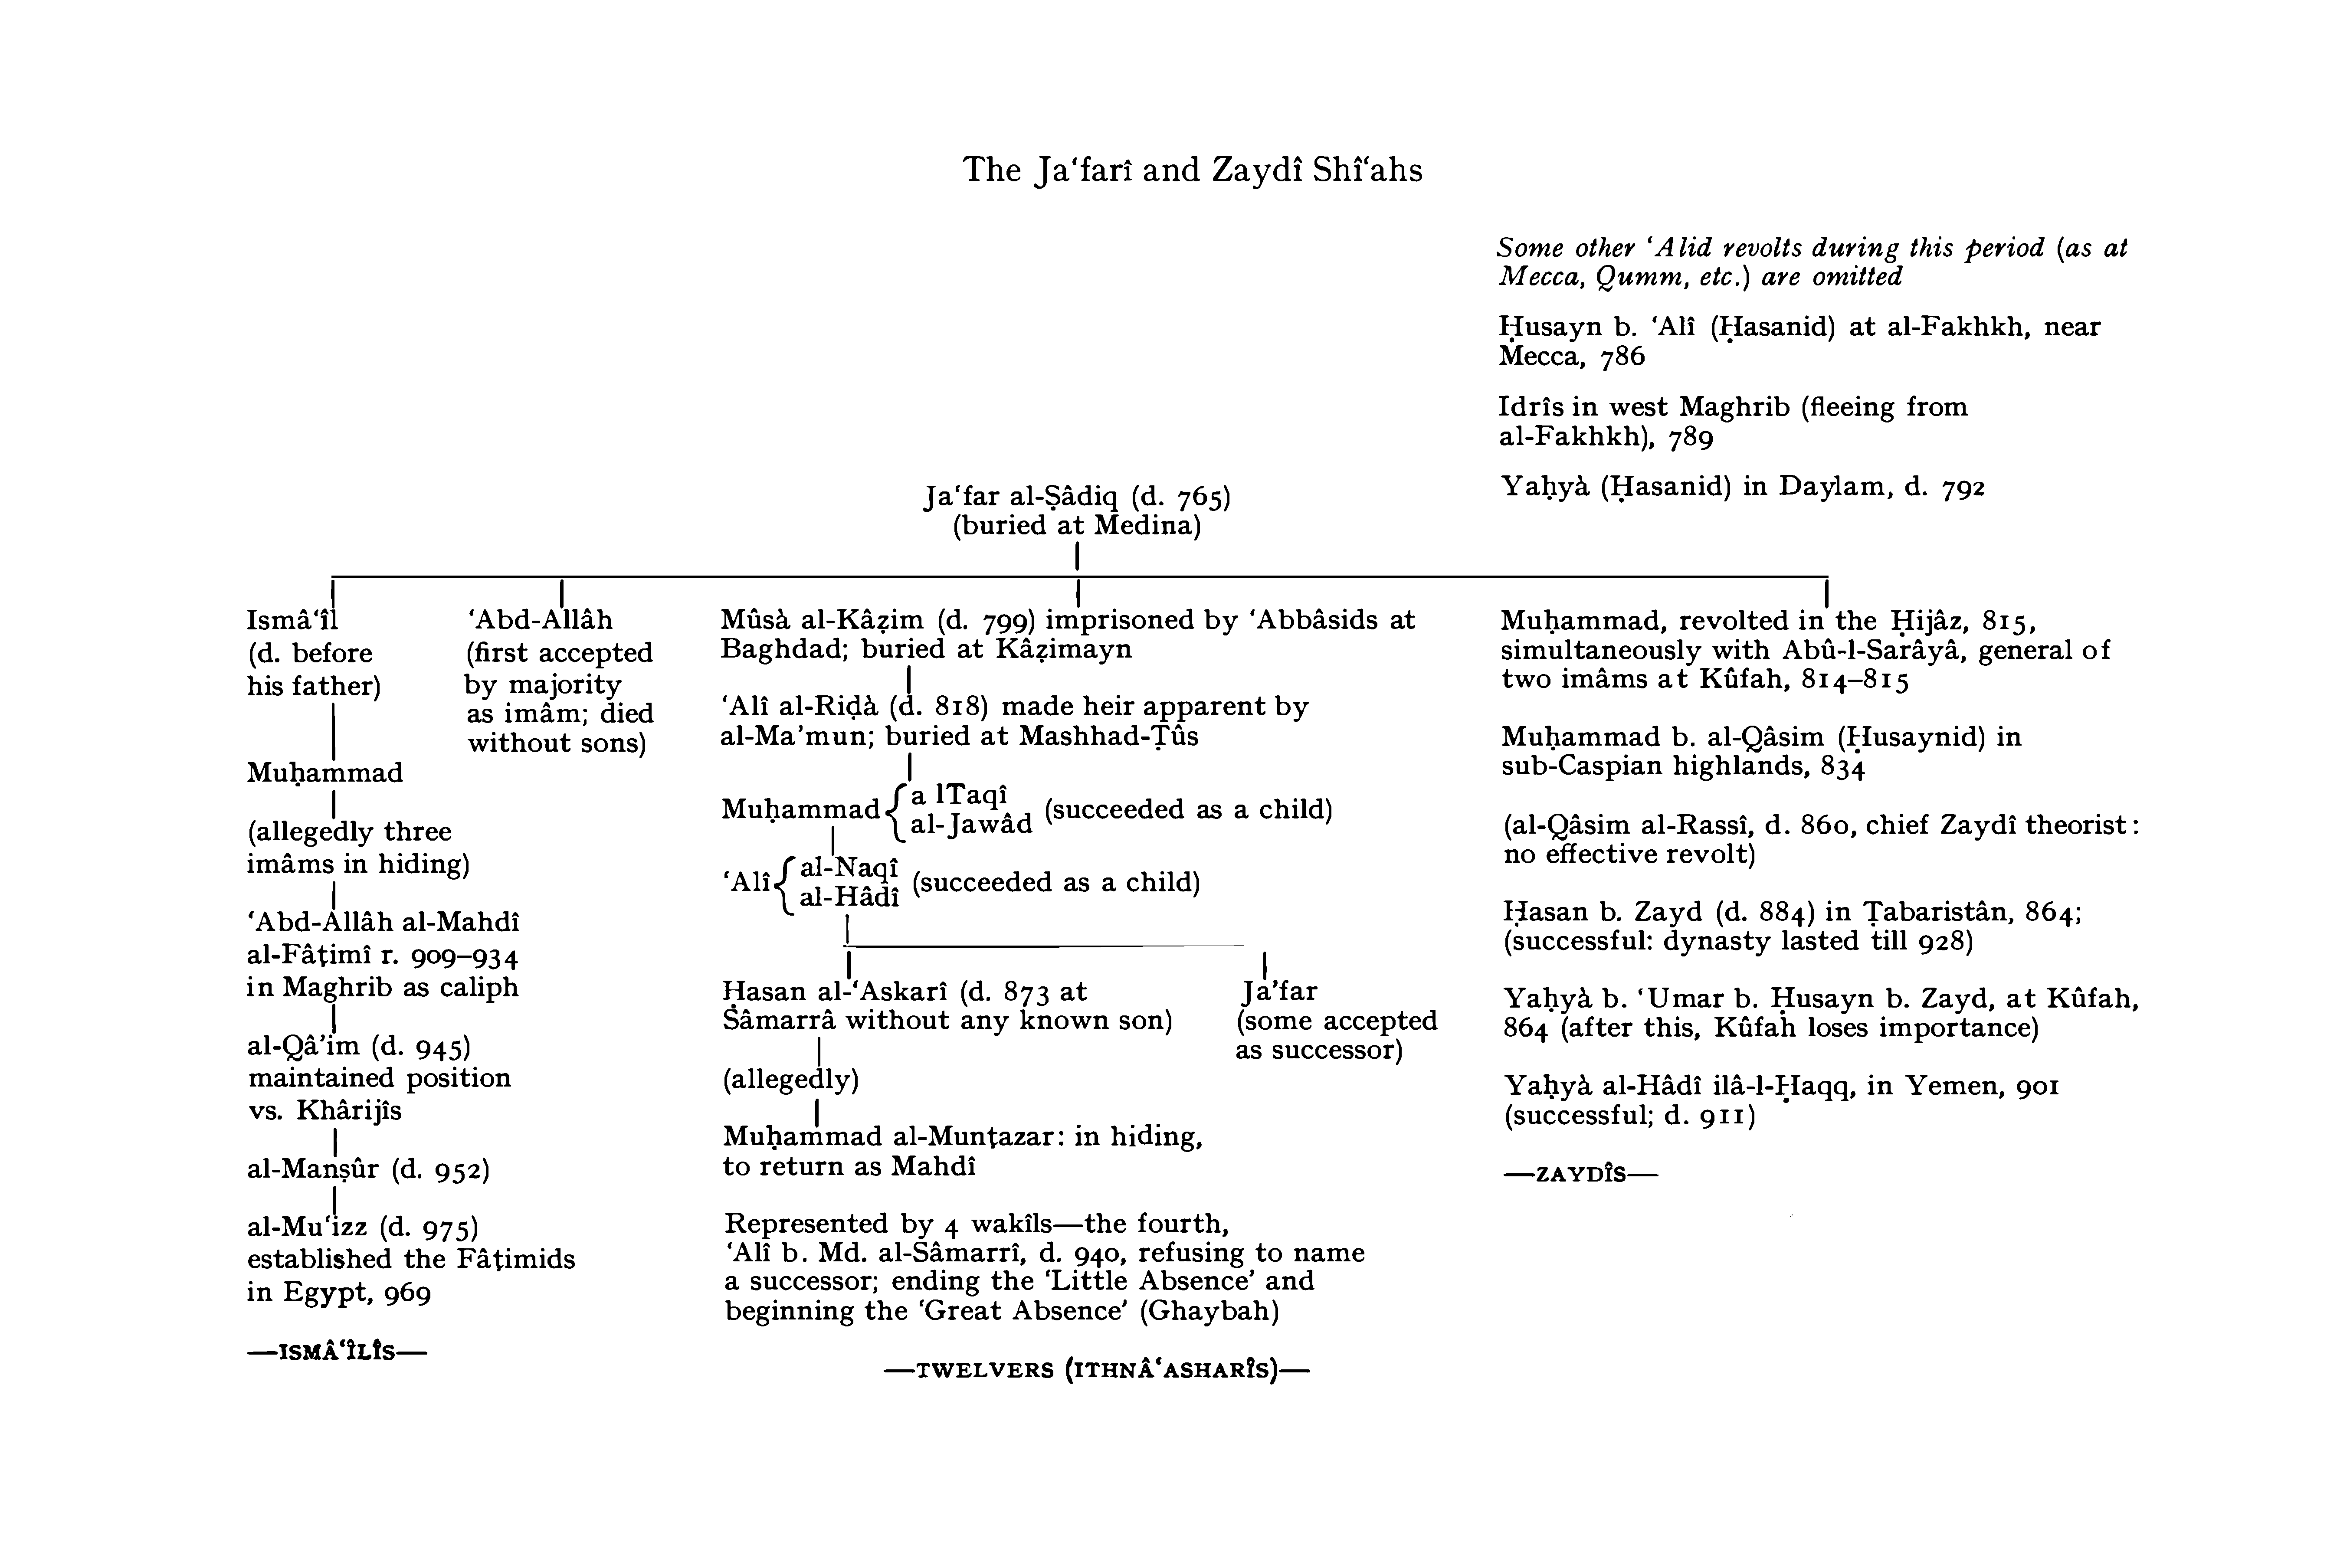 The Ja‘farî and Zaydî Shî‘ahs
Some other ‘Alid revolts during this period (as at
Mecca, Qumm, etc.) are omitted
Ḥusayn b. ‘Alî (Ḥasanid) at al-Fakhkh, near
Mecca, 786
Idrîs in west Maghrib (fleeing from
al-Fakhkh), 789
Yaḥyà (Ḥasanid) in Daylam, d. 792
Ja‘far al-Ṣâdiq (d. 765)
(buried at Medina)
Ismâ‘îl
(d. before
his father)
Muḥammad
(allegedly three
imâms in hiding)
‘Abd-Allâh al-Mahdî
al-Fâṭimî r. 909–934
in Maghrib as caliph
al-Qâ’im (d. 945)
maintained position
vs. Khârijîs
al-Manṣûr (d. 952)
al-Mu‘izz (d. 975)
established the Fâṭimids
in Egypt, 969
—ISMÂ‘ÎLÎS—
‘Abd-Allâh
(first accepted
by majority
as imâm; died
without sons)
Mûsà al-Kâẓim (d. 799) imprisoned by ‘Abbâsids at
Baghdad; buried at Kâẓimayn
‘Alî al-Riḍà (d. 818) made heir apparent by
al-Ma’mun; buried at Mashhad-Ṭûs
Muḥammad { a lTaqî
al-Jawâd (succeeded as a child)
‘Alî { al-Naqî
al-Hâdî (succeeded as a child)
Ḥasan al-‘Askarî (d. 873 at
Sâmarrâ without any known son)
Ja’far
(some accepted
as successor)
(allegedly)
Muḥammad al-Munṭazar: in hiding,
to return as Mahdî
Represented by 4 wakîls—the fourth,
‘Alî b. Md. al-Sâmarrî, d. 940, refusing to name
a successor; ending the ‘Little Absence’ and
beginning the ‘Great Absence’ (Ghaybah)
—TWELVERS (ITHNÂ‘ASHARÎS)—
Muḥammad, revolted in the Ḥijâz, 815,
simultaneously with Abû-l-Sarâyâ, general of
two imâms at Kûfah, 814–815
Muḥammad b. al-Qâsim (Ḥusaynid) in
sub-Caspian highlands, 834
(al-Qâsim al-Rassî, d. 860, chief Zaydî theorist:
no effective revolt)
Ḥasan b. Zayd (d. 884) in Ṭabaristân, 864;
(successful: dynasty lasted till 928)
Yaḥyà b. ‘Umar b. Ḥusayn b. Zayd, at Kûfah,
864 (after this, Kûfah loses importance)
Yaḥyà al-Hâdî ilâ-l-Ḥaqq, in Yemen, 901
(successful; d. 911)
—ZAYDÎS—